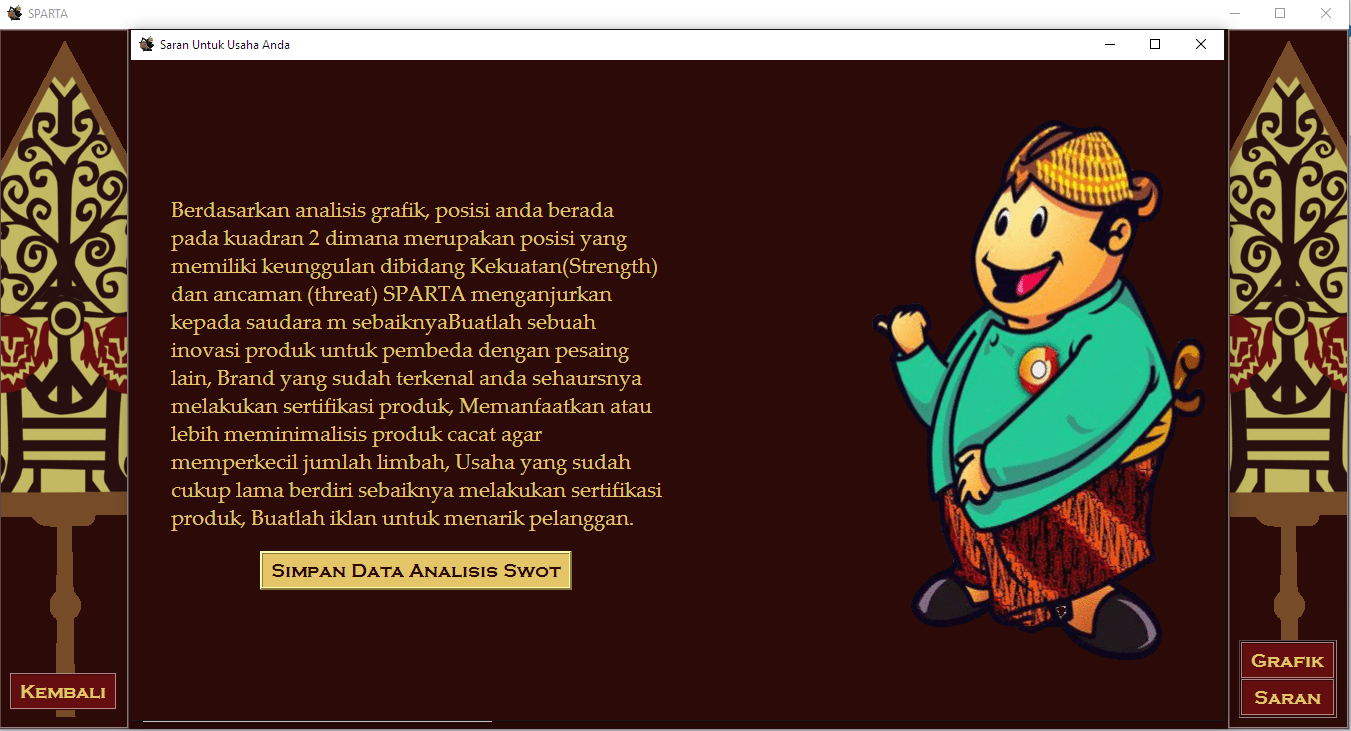 SPARTA
Saran Untuk Usaha Anda
Berdasarkan analisis grafik, posisi anda berada
pada kuadran 2 dimana merupakan posisi yang
memiliki keunggulan dibidang Kekuatan(Strength)
dan ancaman (threat) SPARTA menganjurkan
kepada saudara m sebaiknyaBuatlah sebuah
inovasi produk untuk pembeda dengan pesaing
lain, Brand yang sudah terkenal anda sehaursnya
melakukan sertifikasi produk, Memanfaatkan atau
lebih meminimalisis produk cacat agar
memperkecil jumlah limbah, Usaha yang sudah
cukup lama berdiri sebaiknya melakukan sertifikasi
produk, Buatlah iklan untuk menarik pelanggan.
Simpan Data Analisis Swot
Kembali
Grafik
Saran